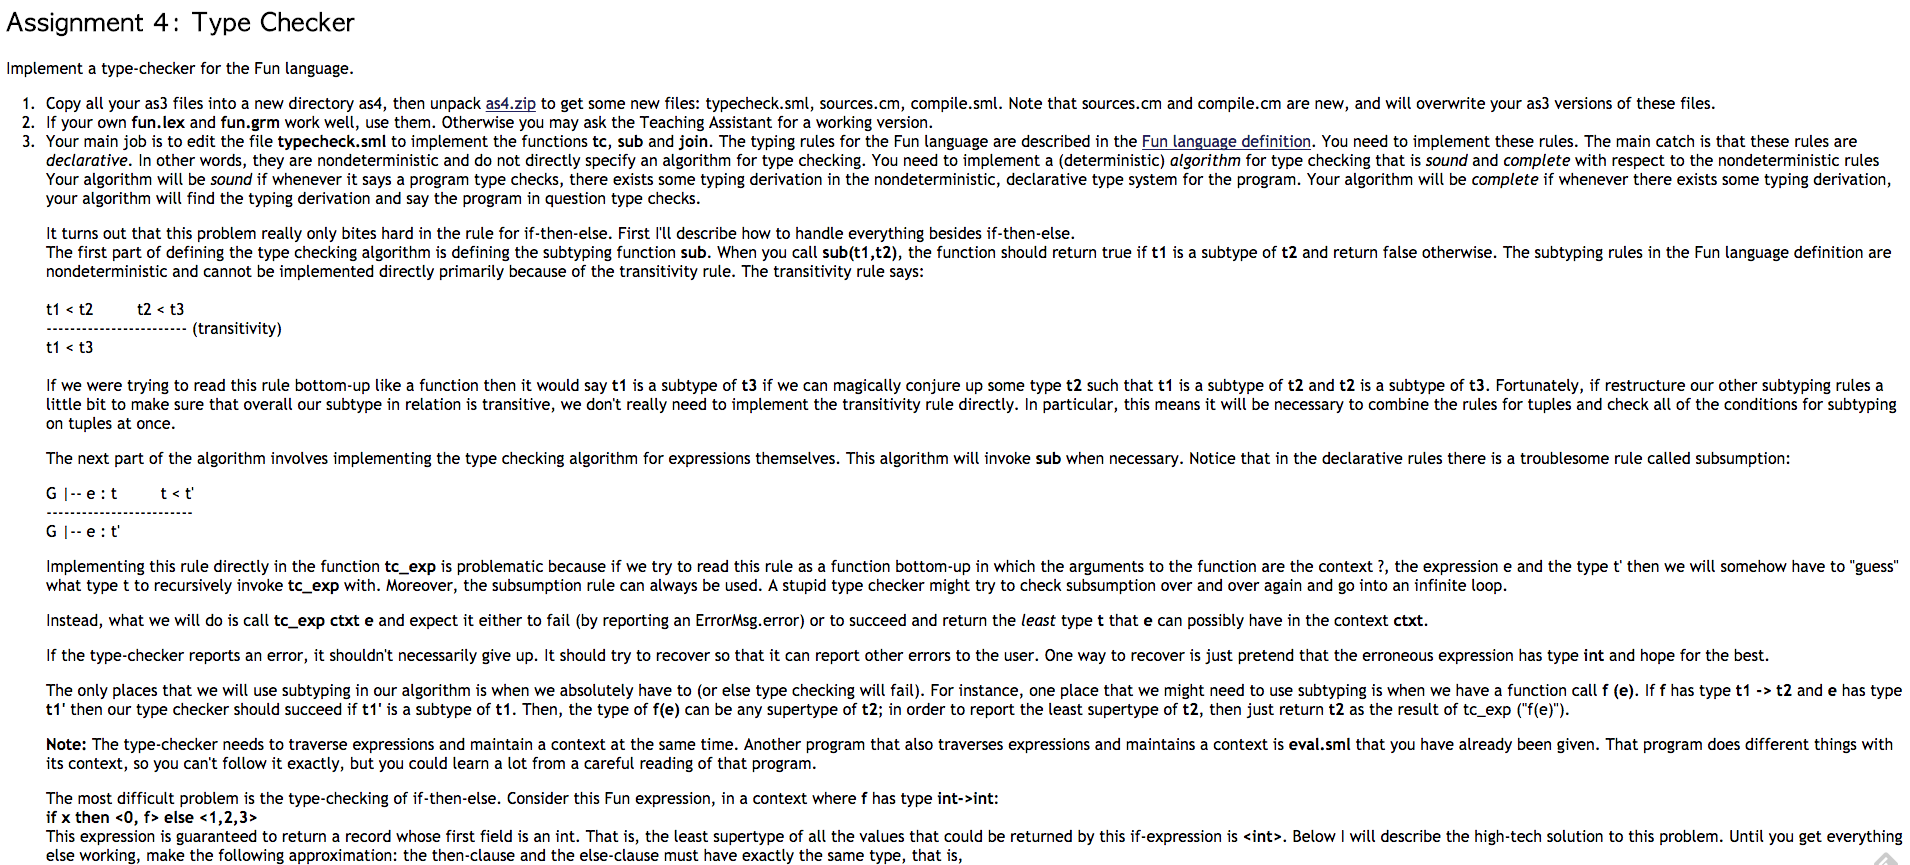 Assignment 4: Type Checker
Implement a type-checker for the Fun language.
1. Copy all your as3 files into a new directory as4, then unpack as4.zip to get some new files: typecheck.sml, sources.cm, compile.sml. Note that sources.cm and compile.cm are new, and will overwrite your as3 versions of these files.
2. If your own fun.lex and fun.grm work well, use them. Otherwise you may ask the Teaching Assistant for a working version.
3. Your main job is to edit the file typecheck.sml to implement the functions tc, sub and join. The typing rules for the Fun language are described in the Fun language definition. You need to implement these rules. The main catch is that these rules are
declarative. In other words, they are nondeterministic and do not directly specify an algorithm for type checking. You need to implement a (deterministic) algorithm for type checking that is sound and complete with respect to the nondeterministic rules
Your algorithm will be sound if whenever it says a program type checks, there exists some typing derivation in the nondeterministic, declarative type system for the program. Your algorithm will be complete if whenever there exists some typing derivation,
your algorithm will find the typing derivation and say the program in question type checks.
It turns out that this problem really only bites hard in the rule for if-then-else. First I'll describe how to handle everything besides if-then-else.
The first part of defining the type checking algorithm is defining the subtyping function sub. When you call sub(t1,t2), the function should return true if t1 is a subtype of t2 and return false otherwise. The subtyping rules in the Fun language definition are
nondeterministic and cannot be implemented directly primarily because of the transitivity rule. The transitivity rule says:
t1 < t2 t2 < t3
------------------------ (transitivity)
t1 < t3
If we were trying to read this rule bottom-up like a function then it would say t1 is a subtype of t3 if we can magically conjure up some type t2 such that t1 is a subtype of t2 and t2 is a subtype of t3. Fortunately, if restructure our other subtyping rules a
little bit to make sure that overall our subtype in relation is transitive, we don't really need to implement the transitivity rule directly. In particular, this means it will be necessary to combine the rules for tuples and check all of the conditions for subtyping
on tuples at once.
The next part of the algorithm involves implementing the type checking algorithm for expressions themselves. This algorithm will invoke sub when necessary. Notice that in the declarative rules there is a troublesome rule called subsumption:
G |-- e : t t < t'
-------------------------
G |-- e : t'
Implementing this rule directly in the function tc_exp is problematic because if we try to read this rule as a function bottom-up in which the arguments to the function are the context ?, the expression e and the type t' then we will somehow have to "guess"
what type t to recursively invoke tc_exp with. Moreover, the subsumption rule can always be used. A stupid type checker might try to check subsumption over and over again and go into an infinite loop.
Instead, what we will do is call tc_exp ctxt e and expect it either to fail (by reporting an ErrorMsg.error) or to succeed and return the least type t that e can possibly have in the context ctxt.
If the type-checker reports an error, it shouldn't necessarily give up. It should try to recover so that it can report other errors to the user. One way to recover is just pretend that the erroneous expression has type int and hope for the best.
The only places that we will use subtyping in our algorithm is when we absolutely have to (or else type checking will fail). For instance, one place that we might need to use subtyping is when we have a function call f (e). If f has type t1 -> t2 and e has type
t1' then our type checker should succeed if t1' is a subtype of t1. Then, the type of f(e) can be any supertype of t2; in order to report the least supertype of t2, then just return t2 as the result of tc_exp ("f(e)").
Note: The type-checker needs to traverse expressions and maintain a context at the same time. Another program that also traverses expressions and maintains a context is eval.sml that you have already been given. That program does different things with
its context, so you can't follow it exactly, but you could learn a lot from a careful reading of that program.
The most difficult problem is the type-checking of if-then-else. Consider this Fun expression, in a context where f has type int->int:
if x then <0, f> else <1,2,3>
This expression is guaranteed to return a record whose first field is an int. That is, the least supertype of all the values that could be returned by this if-expression is <int>. Below I will describe the high-tech solution to this problem. Until you get everything
else working, make the following approximation: the then-clause and the else-clause must have exactly the same type, that is,